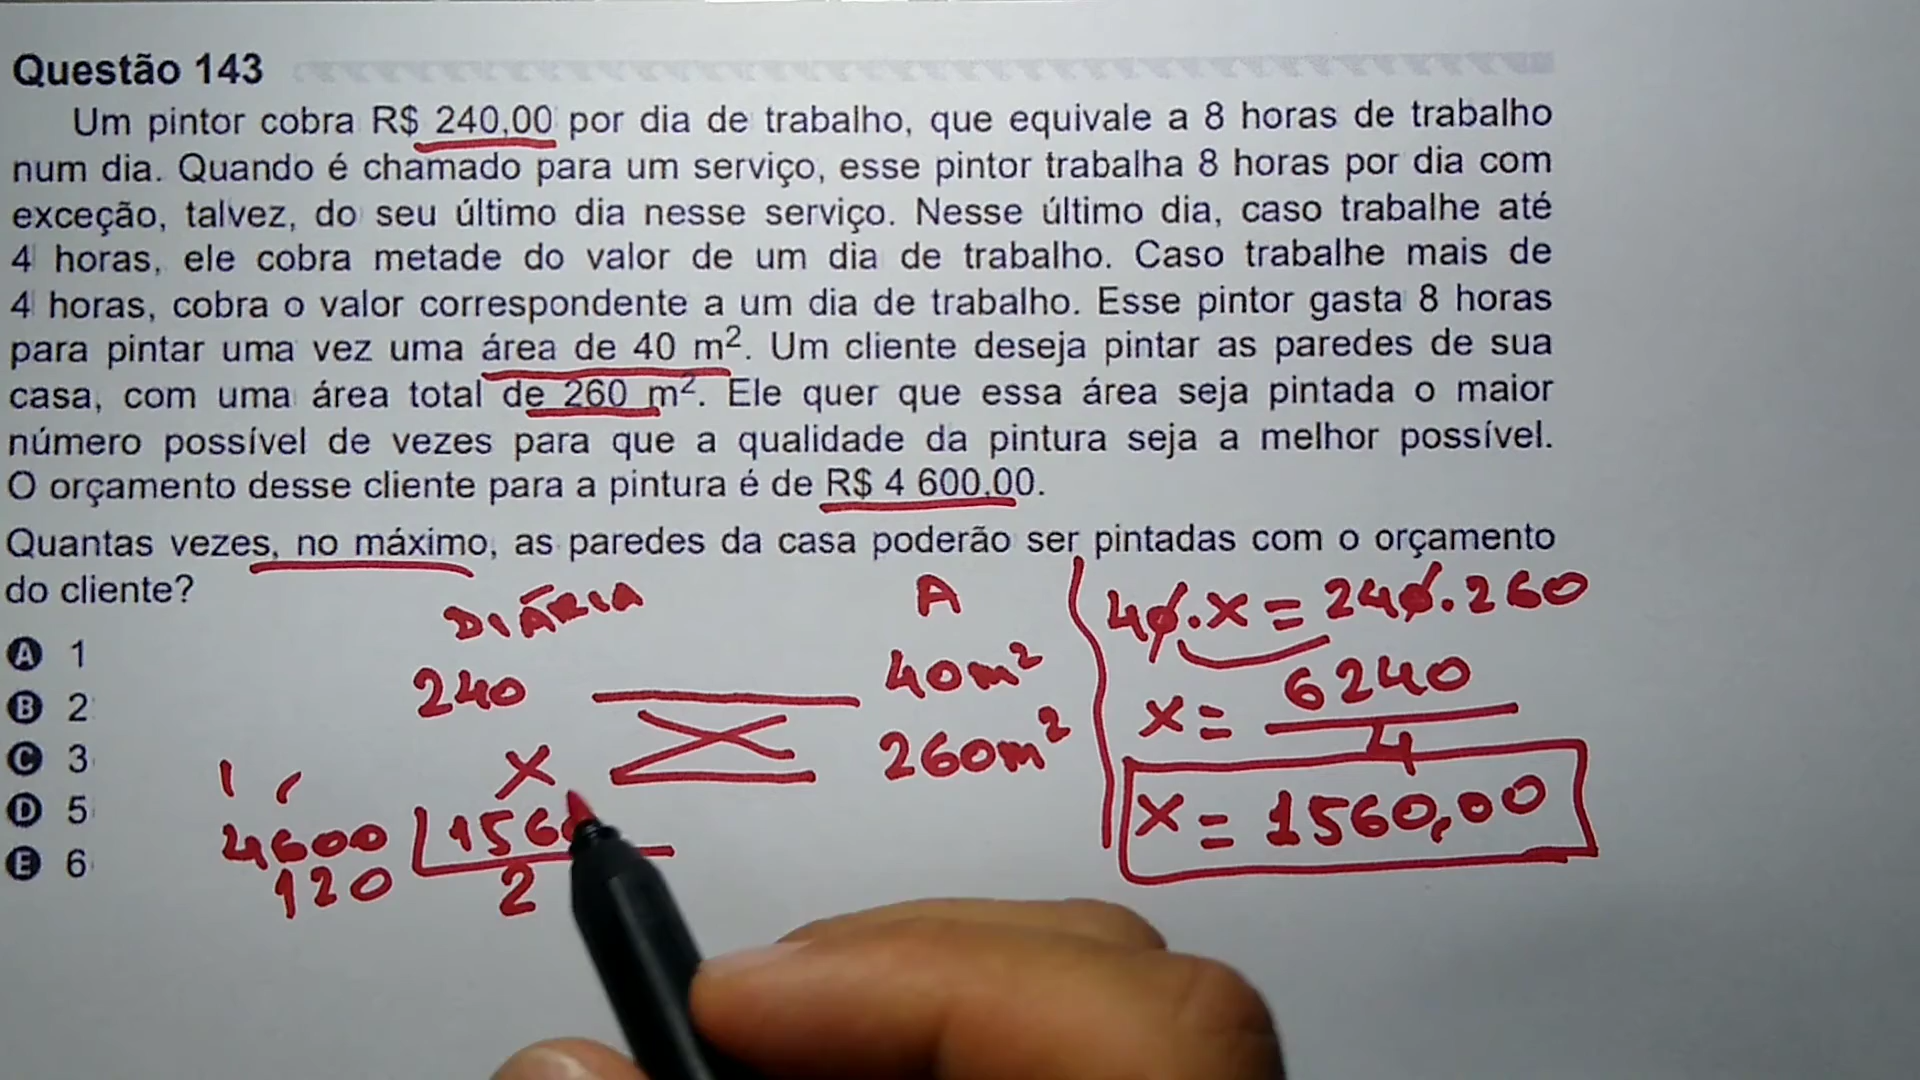 Questão 143
Um pintor cobra R$ 240,00 por dia de trabalho, que equivale a 8 horas de trabalho
num dia. Quando é chamado para um serviço, esse pintor trabalha 8 horas por dia com
exceção, talvez, do seu último dia nesse serviço. Nesse último dia, caso trabalhe até
4 horas, ele cobra metade do valor de um dia de trabalho. Caso trabalhe mais de
4 horas, cobra o valor correspondente a um dia de trabalho. Esse pintor gasta 8 horas
para pintar uma vez uma área de 40 m². Um cliente deseja pintar as paredes de sua
casa, com uma área total de 260 m². Ele quer que essa área seja pintada o maior
número possível de vezes para que a qualidade da pintura seja a melhor possível.
O orçamento desse cliente para a pintura é de R$ 4 600,00.
Quantas vezes, no máximo, as paredes da casa poderão ser pintadas com o orçamento
do cliente?
A 1
B 2
C 3
D 5
E 6
DIÁRIA A
240 40m²
X 260m²
4600 156
120 2
40.X = 240.260
X = 6240
4
X = 1560,00